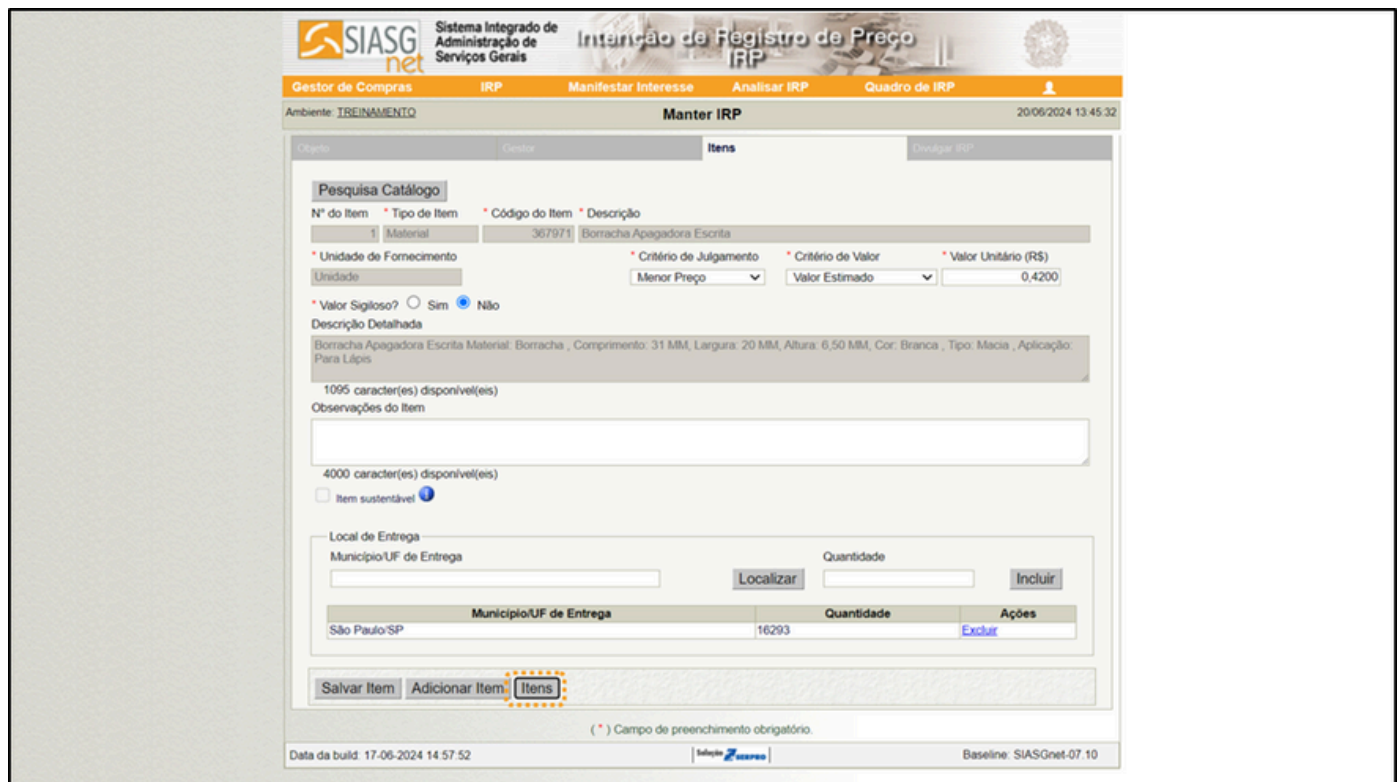 SIASG net
Sistema Integrado de
Administração de
Serviços Gerais
Intenção de Registro de Preço
IRP
Gestor de Compras IRP Manifestar Interesse Analisar IRP Quadro de IRP
Ambiente: TREINAMENTO Manter IRP 20/06/2024 13:45:32
Objeto Gestor Itens Divulgar IRP
Pesquisa Catálogo
Nº do Item * Tipo de Item * Código do Item * Descrição
1 Material 367971 Borracha Apagadora Escrita
* Unidade de Fornecimento * Critério de Julgamento * Critério de Valor * Valor Unitário (R$)
Unidade Menor Preço Valor Estimado 0,4200
* Valor Sigiloso? Sim Não
Descrição Detalhada
Borracha Apagadora Escrita Material: Borracha , Comprimento: 31 MM, Largura: 20 MM, Altura: 6,50 MM, Cor: Branca , Tipo: Macia , Aplicação:
Para Lápis
1095 caracter(es) disponível(eis)
Observações do Item
4000 caracter(es) disponível(eis)
Item sustentável
Local de Entrega
Município/UF de Entrega Quantidade
Localizar Incluir
Município/UF de Entrega Quantidade Ações
São Paulo/SP 16293 Excluir
Salvar Item Adicionar Item Itens
( * ) Campo de preenchimento obrigatório.
Data da build: 17-06-2024 14:57:52 Solução SERPRO Baseline: SIASGnet-07.10